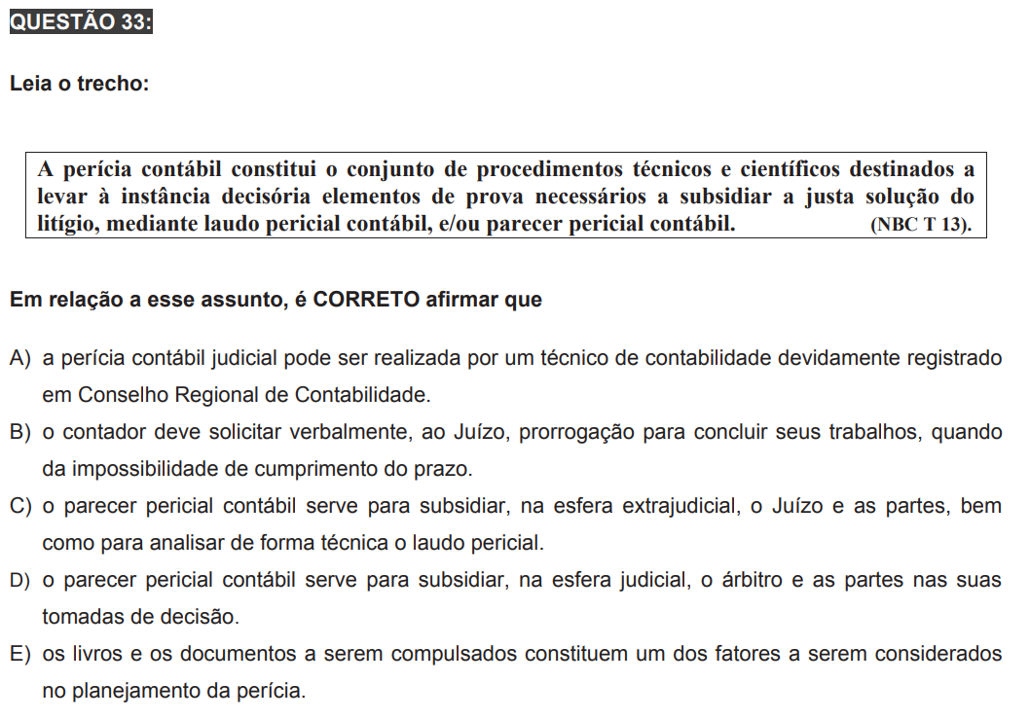 QUESTÃO 33:
Leia o trecho:
A perícia contábil constitui o conjunto de procedimentos técnicos e científicos destinados a
levar à instância decisória elementos de prova necessários a subsidiar a justa solução do
litígio, mediante laudo pericial contábil, e/ou parecer pericial contábil. (NBC T 13).
Em relação a esse assunto, é CORRETO afirmar que
A) a perícia contábil judicial pode ser realizada por um técnico de contabilidade devidamente registrado
em Conselho Regional de Contabilidade.
B) o contador deve solicitar verbalmente, ao Juízo, prorrogação para concluir seus trabalhos, quando
da impossibilidade de cumprimento do prazo.
C) o parecer pericial contábil serve para subsidiar, na esfera extrajudicial, o Juízo e as partes, bem
como para analisar de forma técnica o laudo pericial.
D) o parecer pericial contábil serve para subsidiar, na esfera judicial, o árbitro e as partes nas suas
tomadas de decisão.
E) os livros e os documentos a serem compulsados constituem um dos fatores a serem considerados
no planejamento da perícia.